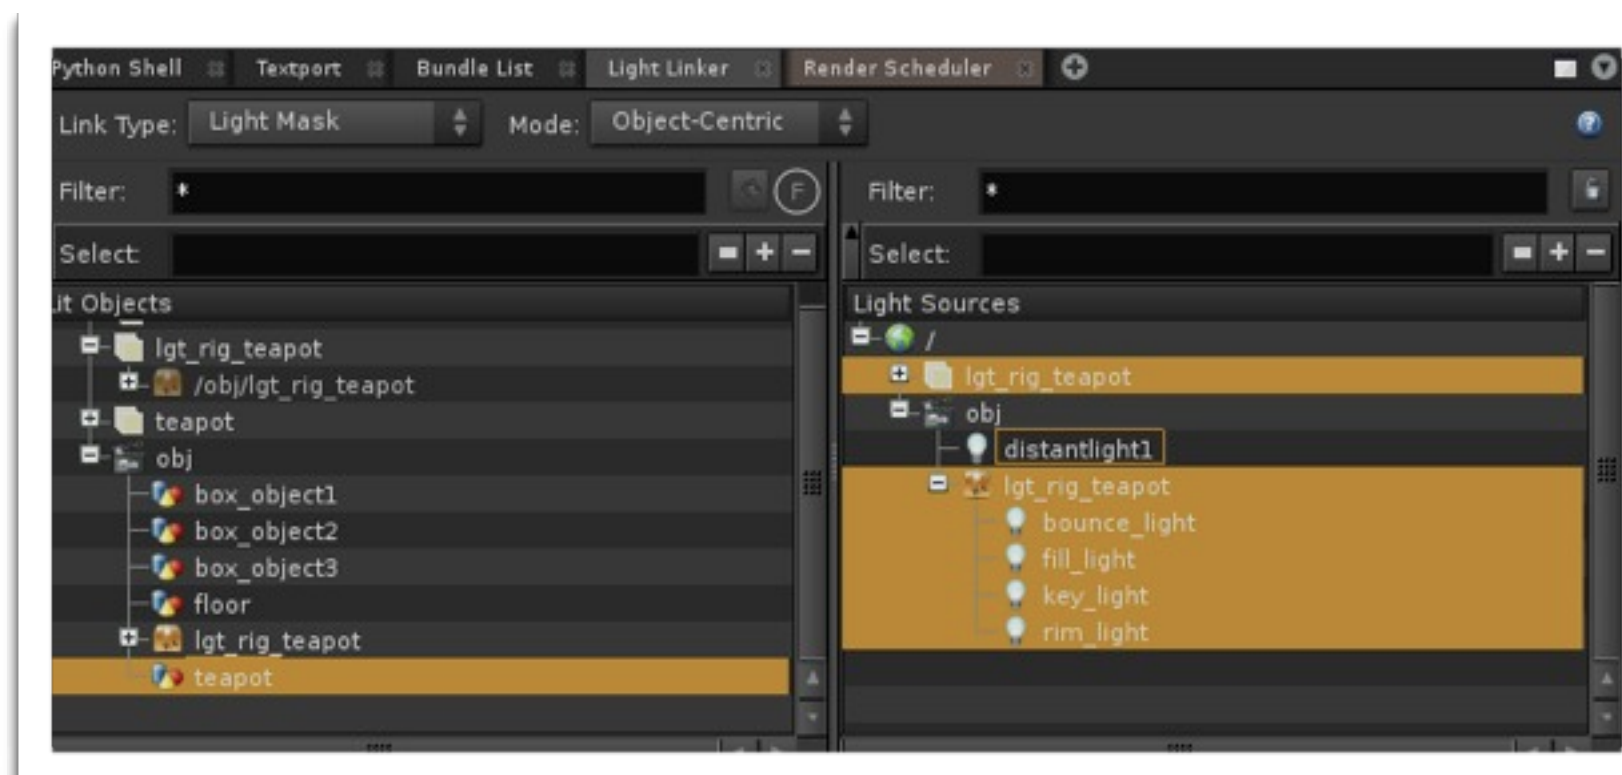 Python Shell Textport Bundle List Light Linker Render Scheduler
Link Type: Light Mask Mode: Object-Centric
Filter: * F
Select:
Lit Objects
lgt_rig_teapot
/obj/lgt_rig_teapot
teapot
obj
box_object1
box_object2
box_object3
floor
lgt_rig_teapot
teapot
Filter: *
Select:
Light Sources
/
lgt_rig_teapot
obj
distantlight1
lgt_rig_teapot
bounce_light
fill_light
key_light
rim_light